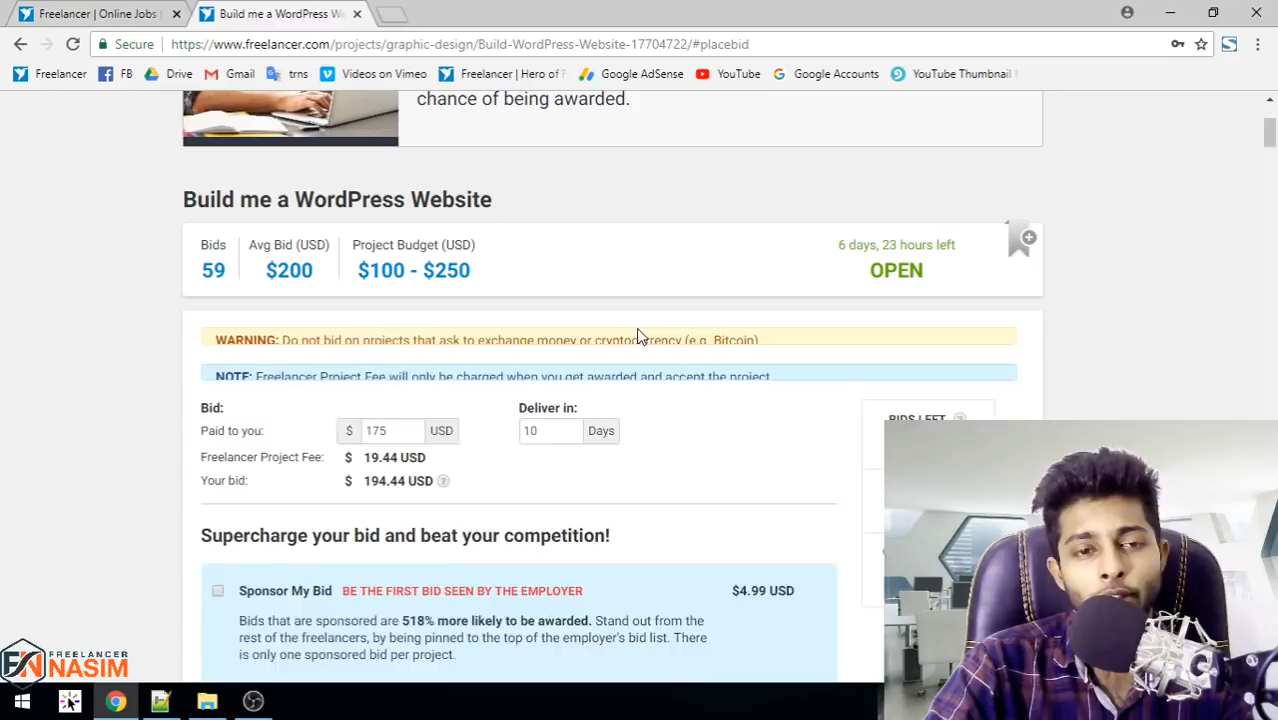 Freelancer | Online Jobs |
Build me a WordPress W
Secure | https://www.freelancer.com/projects/graphic-design/Build-WordPress-Website-17704722/#placebid
Freelancer FB Drive Gmail trns Videos on Vimeo Freelancer | Hero of Google AdSense YouTube Google Accounts YouTube Thumbnail
chance of being awarded.
Build me a WordPress Website
Bids Avg Bid (USD) Project Budget (USD) 6 days, 23 hours left
59 $200 $100 - $250 OPEN
WARNING: Do not bid on projects that ask to exchange money or cryptocurrency (e.g. Bitcoin)
NOTE: Freelancer Project Fee will only be charged when you get awarded and accept the project
Bid: Deliver in: BIDS LEFT ?
Paid to you: $ 175 USD 10 Days
Freelancer Project Fee: $ 19.44 USD
Your bid: $ 194.44 USD ?
Supercharge your bid and beat your competition!
Sponsor My Bid BE THE FIRST BID SEEN BY THE EMPLOYER $4.99 USD
Bids that are sponsored are 518% more likely to be awarded. Stand out from the
rest of the freelancers, by being pinned to the top of the employer's bid list. There
is only one sponsored bid per project.
FREELANCER
NASIM